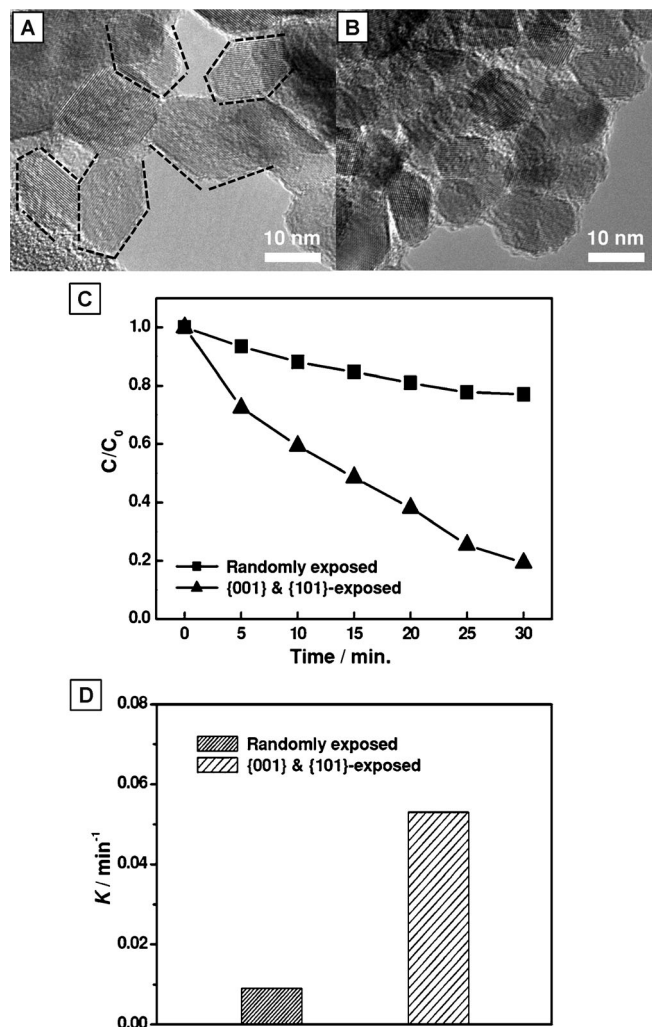 A
B
10 nm
10 nm
C
1.0
0.8
0.6
0.4
0.2
0.0
C/C₀
Randomly exposed
{001} & {101}-exposed
0 5 10 15 20 25 30
Time / min.
D
0.08
0.06
0.04
0.02
0.00
K / min⁻¹
Randomly exposed
{001} & {101}-exposed